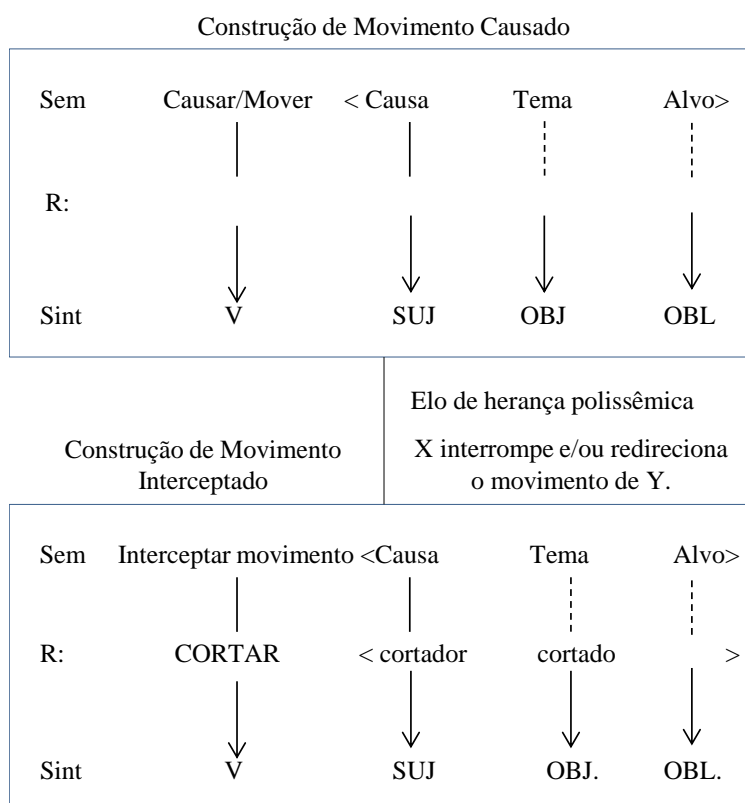 Construção de Movimento Causado
Sem Causar/Mover < Causa Tema Alvo>
R:
Sint V SUJ OBJ OBL
Elo de herança polissêmica
Construção de Movimento
Interceptado
X interrompe e/ou redireciona
o movimento de Y.
Sem Interceptar movimento <Causa Tema Alvo>
R: CORTAR < cortador cortado >
Sint V SUJ OBJ. OBL.